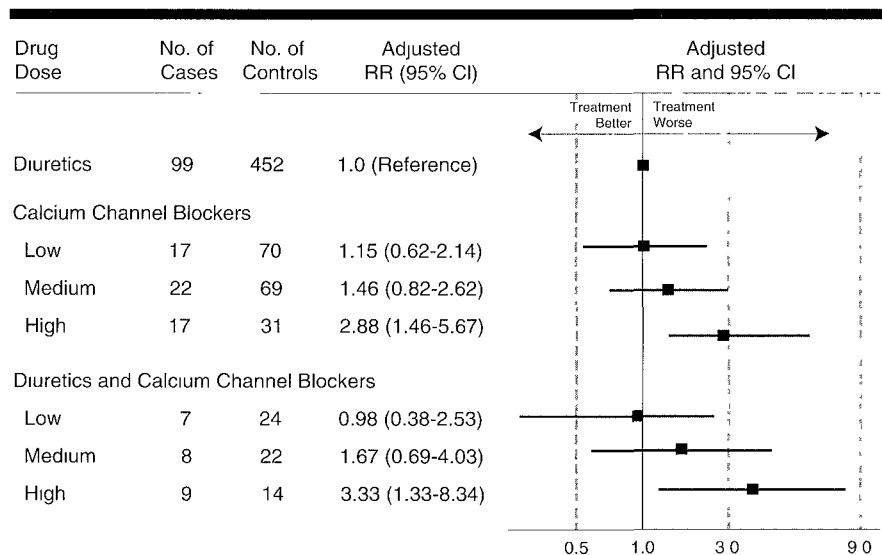 Drug No. of No. of Adjusted Adjusted
Dose Cases Controls RR (95% CI) RR and 95% CI
Treatment Treatment
Better Worse
Diuretics 99 452 1.0 (Reference)
Calcium Channel Blockers
Low 17 70 1.15 (0.62-2.14)
Medium 22 69 1.46 (0.82-2.62)
High 17 31 2.88 (1.46-5.67)
Diuretics and Calcium Channel Blockers
Low 7 24 0.98 (0.38-2.53)
Medium 8 22 1.67 (0.69-4.03)
High 9 14 3.33 (1.33-8.34)
0.5 1.0 3 0 9 0